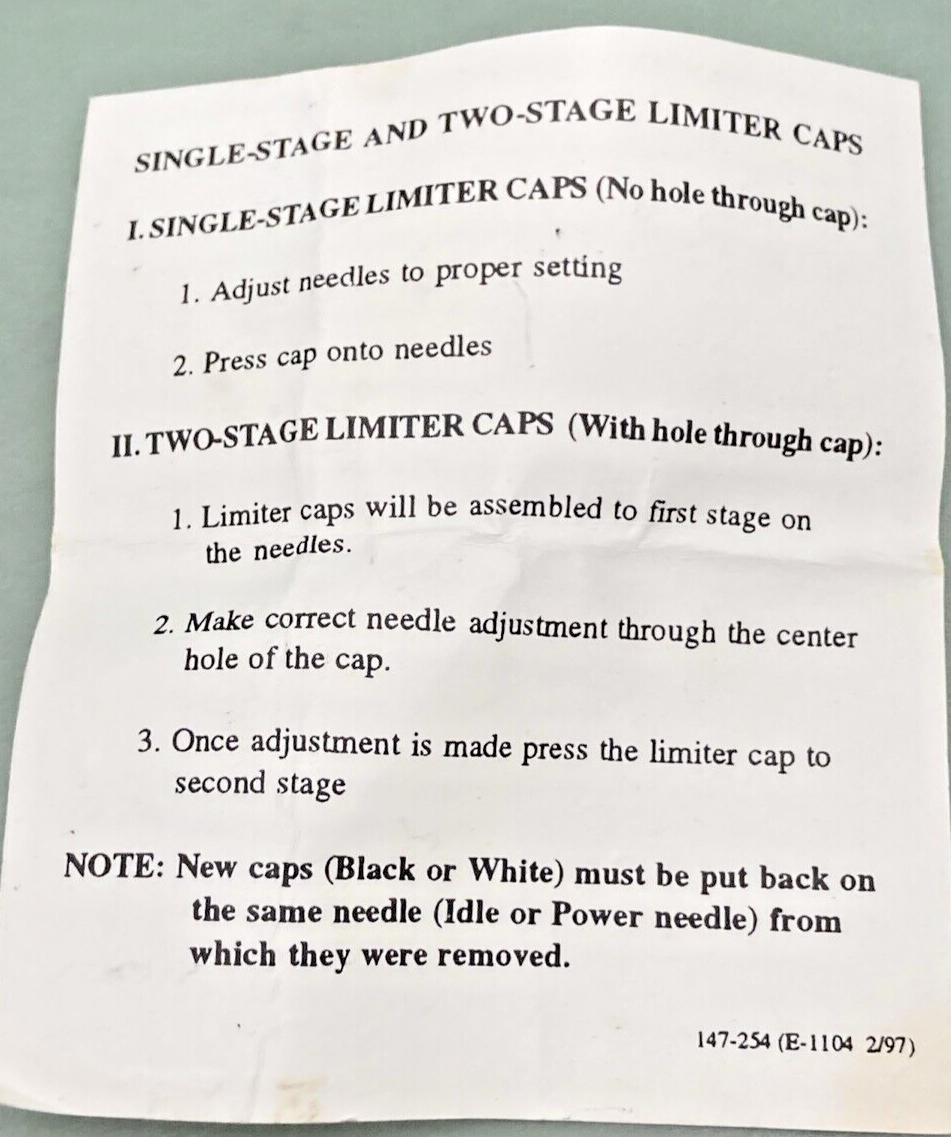 SINGLE-STAGE AND TWO-STAGE LIMITER CAPS
I. SINGLE-STAGE LIMITER CAPS (No hole through cap):
1. Adjust needles to proper setting
2. Press cap onto needles
II. TWO-STAGE LIMITER CAPS (With hole through cap):
1. Limiter caps will be assembled to first stage on
the needles.
2. Make correct needle adjustment through the center
hole of the cap.
3. Once adjustment is made press the limiter cap to
second stage
NOTE: New caps (Black or White) must be put back on
the same needle (Idle or Power needle) from
which they were removed.
147-254 (E-1104 2/97)